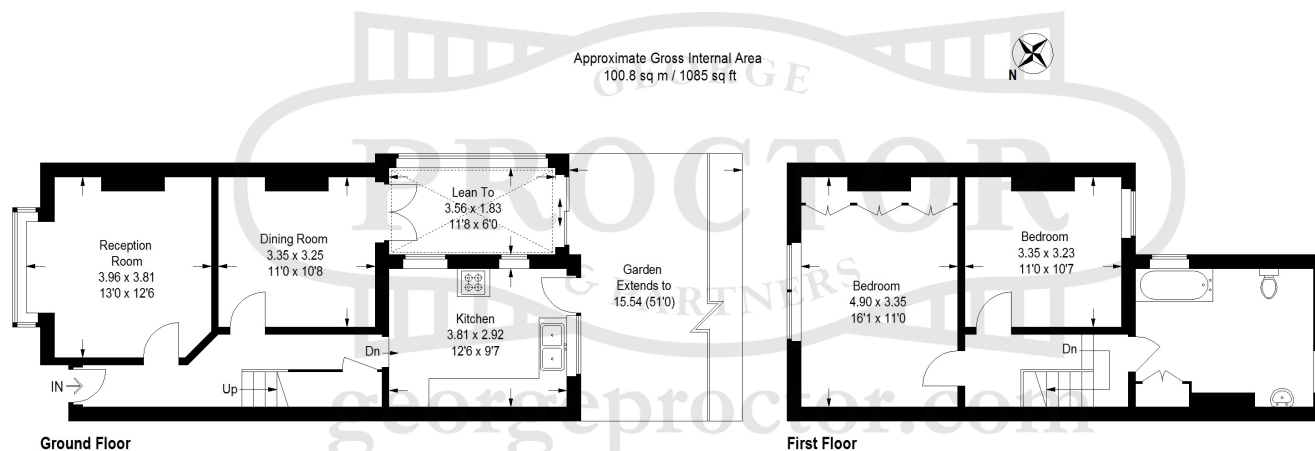 Approximate Gross Internal Area
100.8 sq m / 1085 sq ft
N
GEORGE
PROCTOR
& PARTNERS
georgeproctor.com
Reception
Room
3.96 x 3.81
13'0 x 12'6
Dining Room
3.35 x 3.25
11'0 x 10'8
Lean To
3.56 x 1.83
11'8 x 6'0
Kitchen
3.81 x 2.92
12'6 x 9'7
Garden
Extends to
15.54 (51'0)
IN
Up
Dn
Ground Floor
Bedroom
4.90 x 3.35
16'1 x 11'0
Bedroom
3.35 x 3.23
11'0 x 10'7
Dn
First Floor